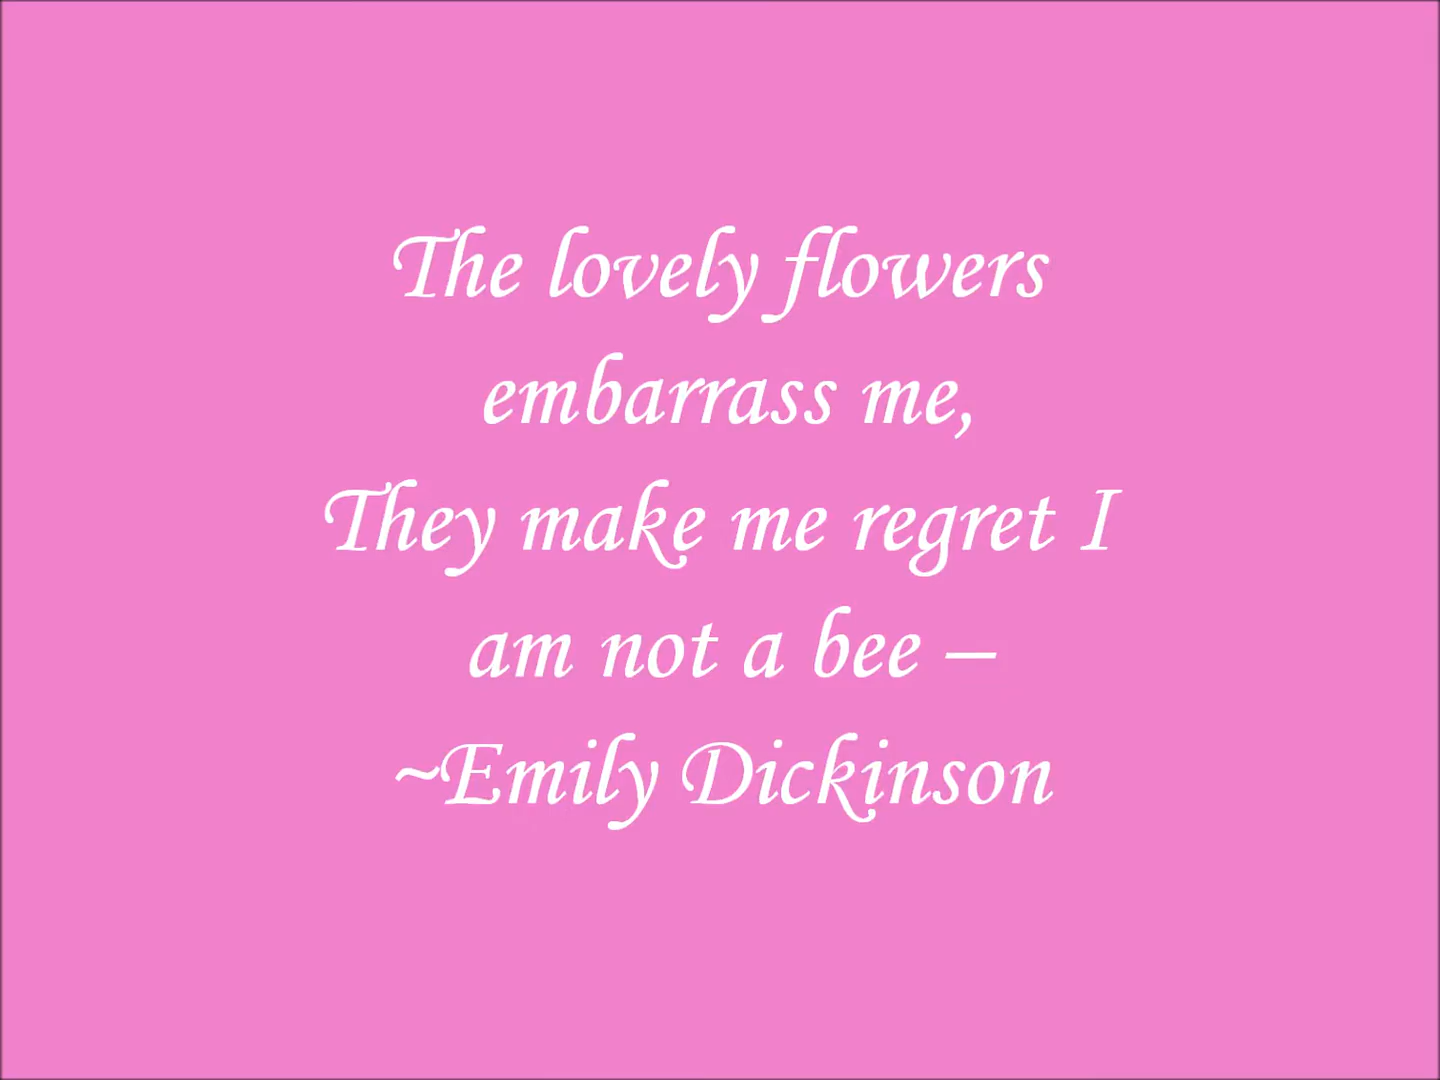 The lovely flowers
embarrass me,
They make me regret I
am not a bee –
~Emily Dickinson